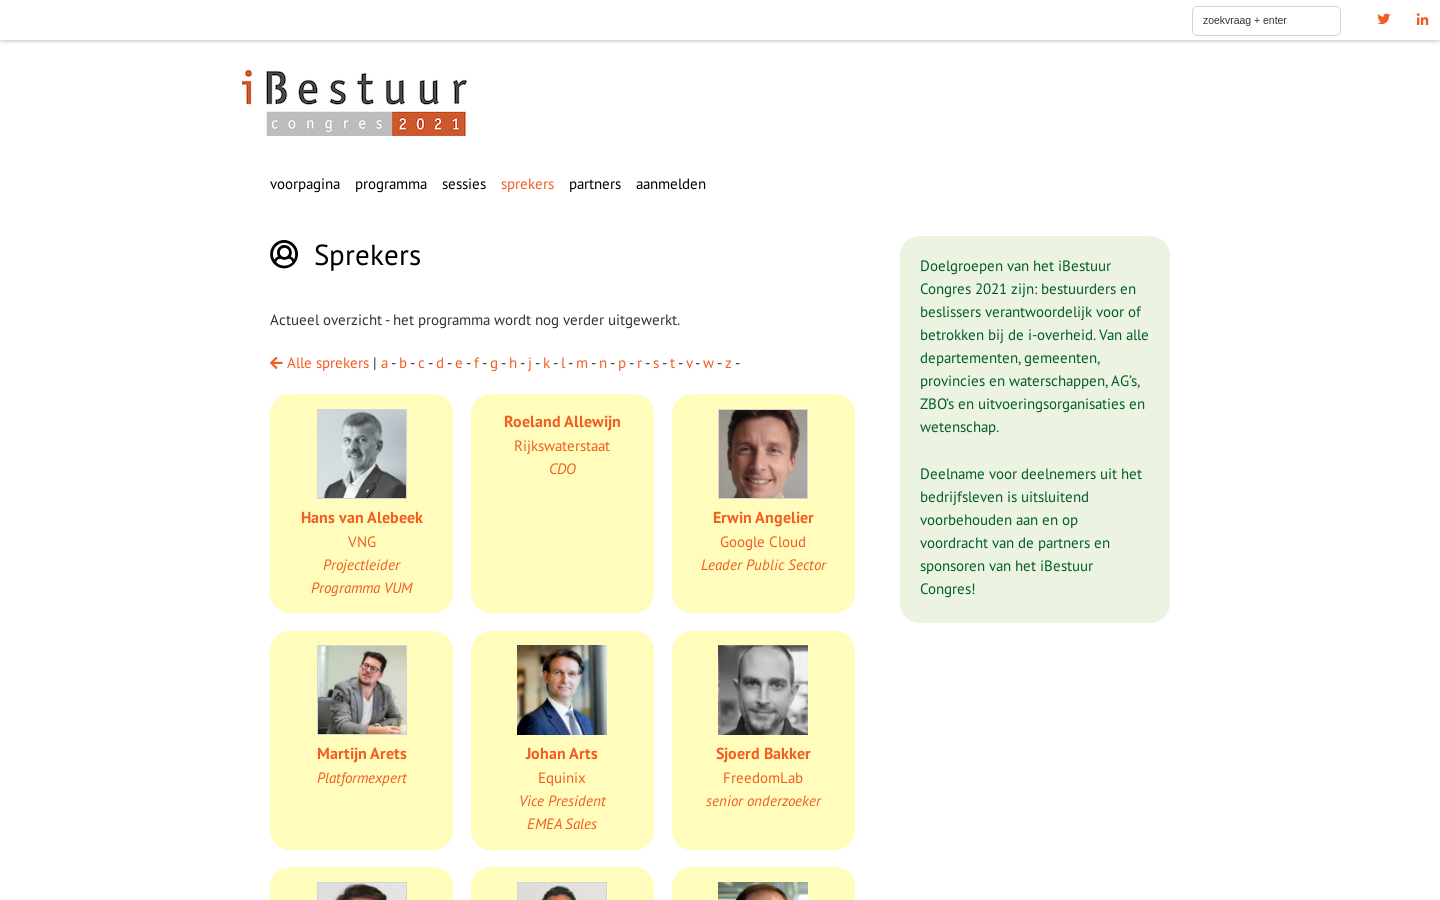 zoekvraag + enter
iBestuur
congres 2021
voorpagina programma sessies sprekers partners aanmelden
Sprekers
Actueel overzicht - het programma wordt nog verder uitgewerkt.
Alle sprekers | a - b - c - d - e - f - g - h - j - k - l - m - n - p - r - s - t - v - w - z -
Hans van Alebeek
VNG
Projectleider
Programma VUM
Roeland Allewijn
Rijkswaterstaat
CDO
Erwin Angelier
Google Cloud
Leader Public Sector
Martijn Arets
Platformexpert
Johan Arts
Equinix
Vice President
EMEA Sales
Sjoerd Bakker
FreedomLab
senior onderzoeker
Doelgroepen van het iBestuur
Congres 2021 zijn: bestuurders en
beslissers verantwoordelijk voor of
betrokken bij de i-overheid. Van alle
departementen, gemeenten,
provincies en waterschappen, AG's,
ZBO's en uitvoeringsorganisaties en
wetenschap.
Deelname voor deelnemers uit het
bedrijfsleven is uitsluitend
voorbehouden aan en op
voordracht van de partners en
sponsoren van het iBestuur
Congres!